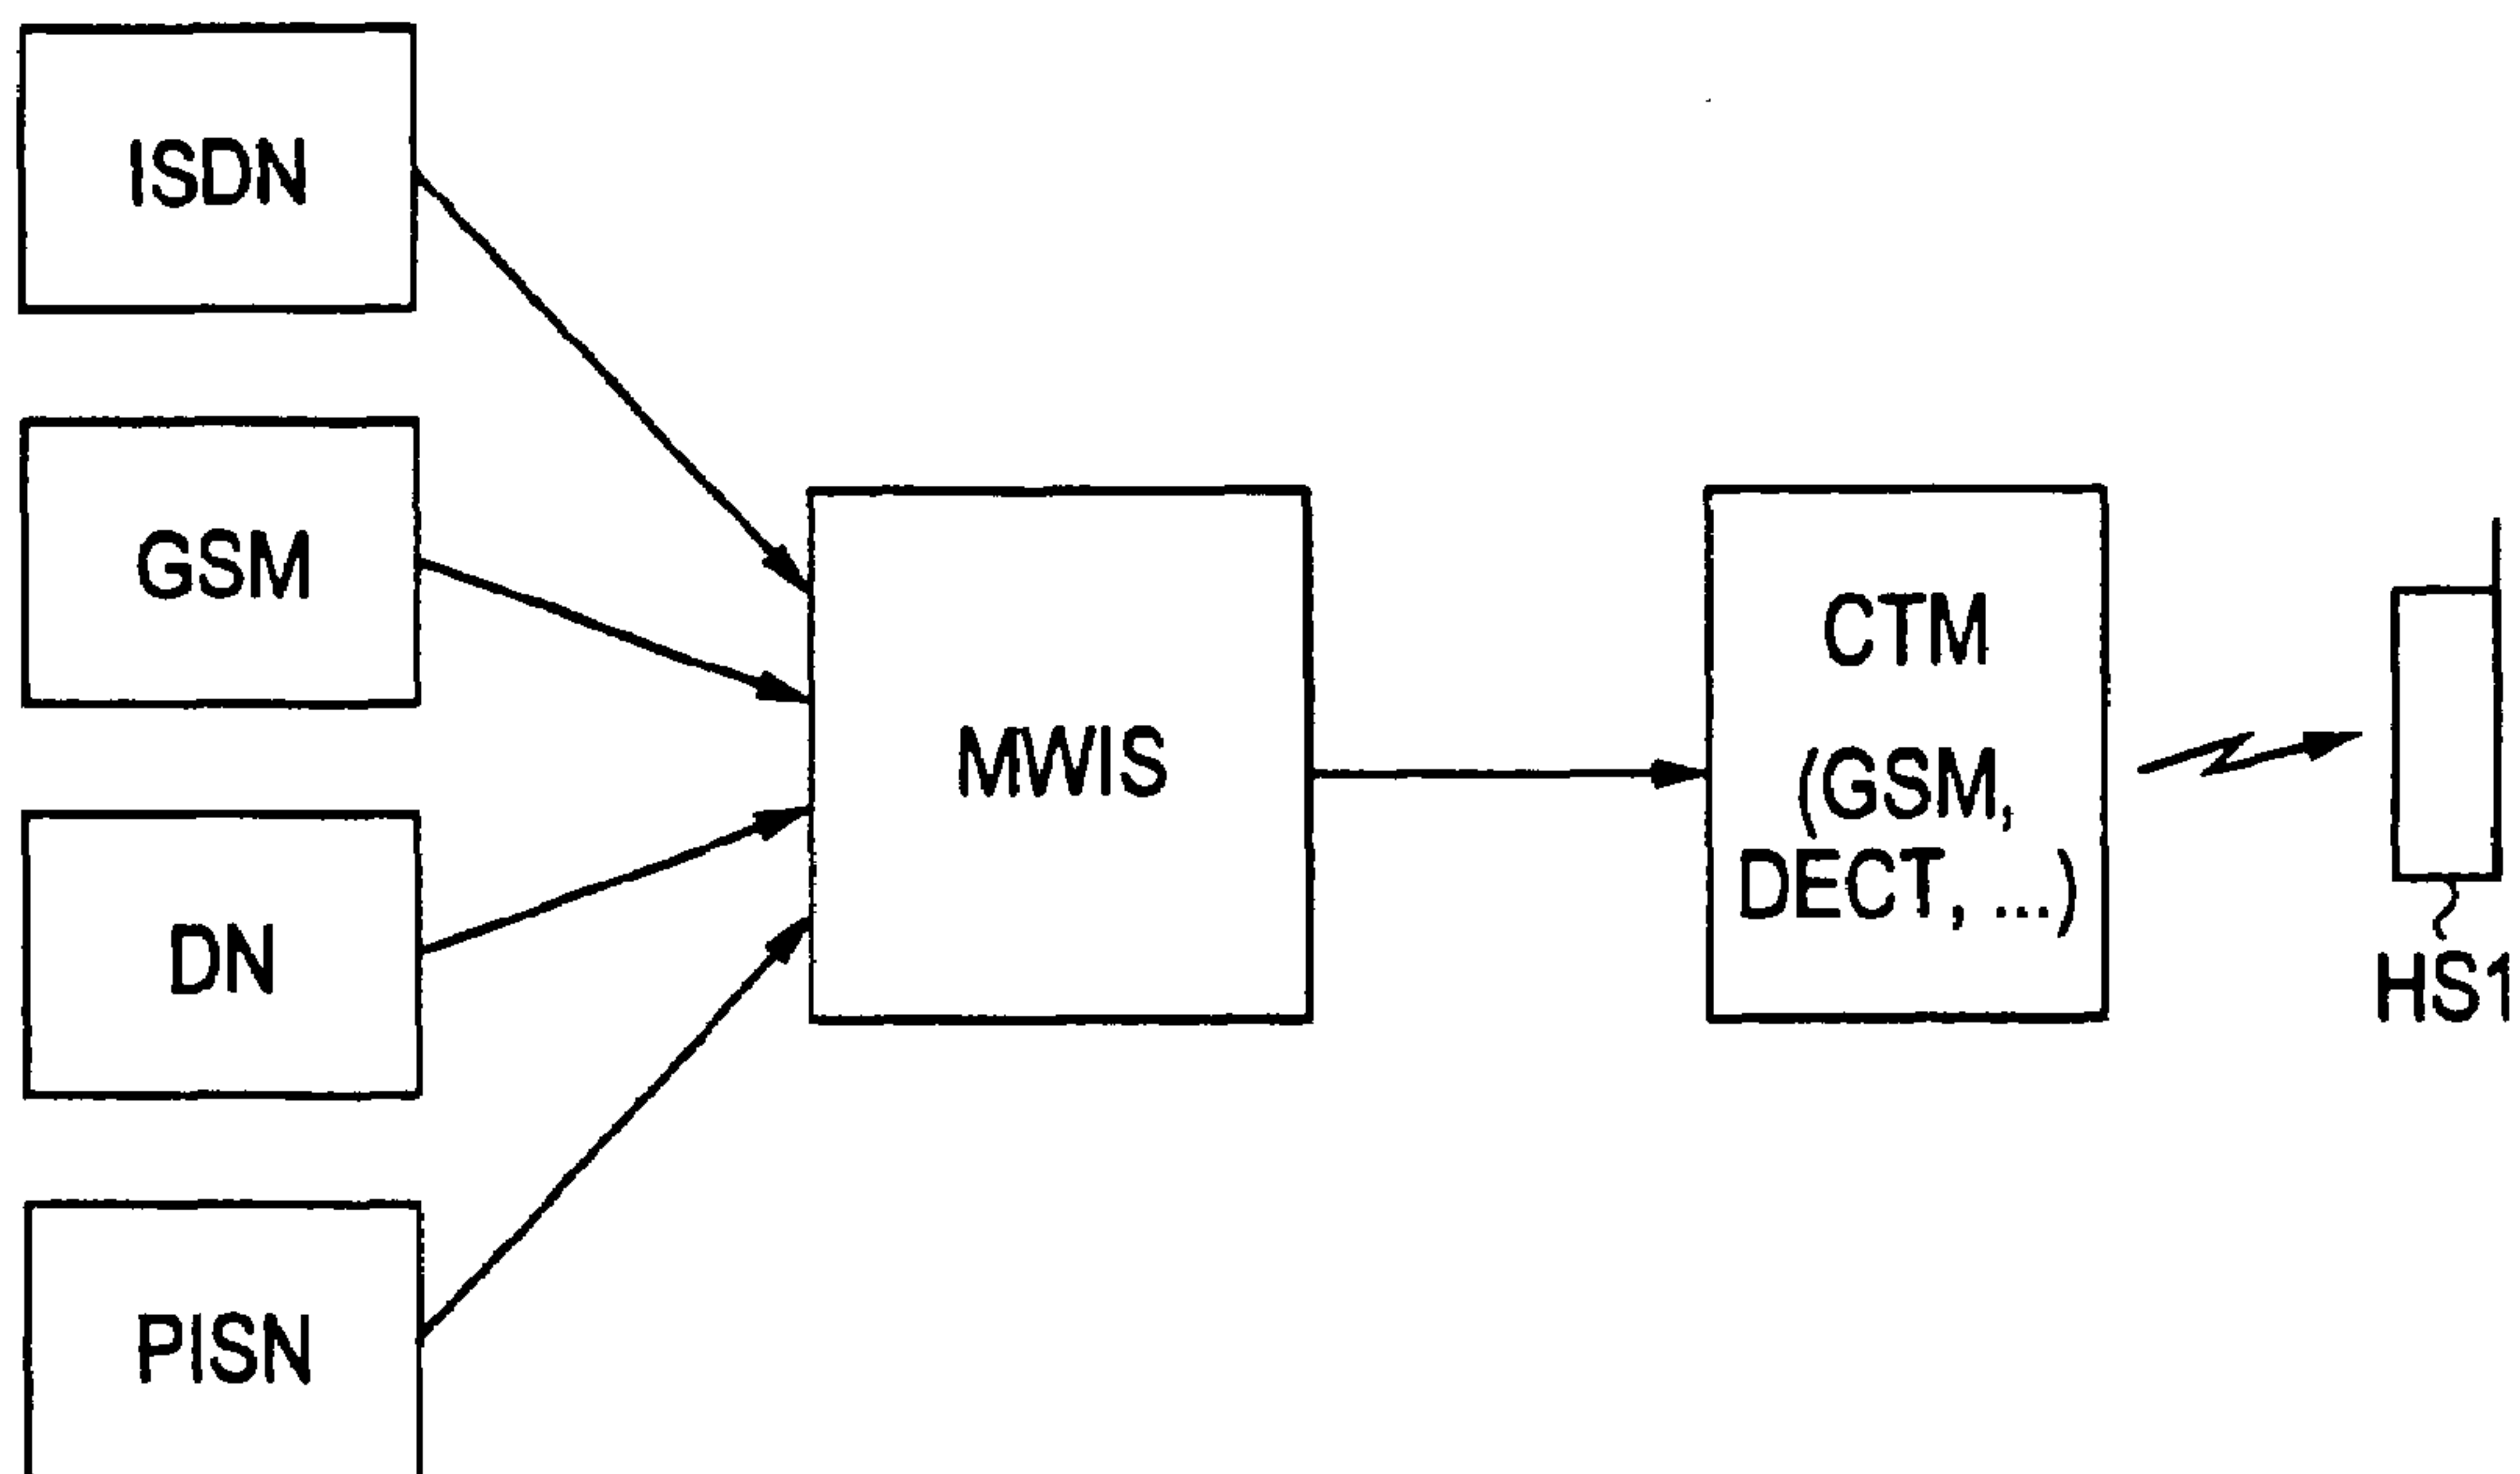 ISDN
GSM
DN
PISN
MWIS
CTM
(GSM,
DECT, ...)
HS1